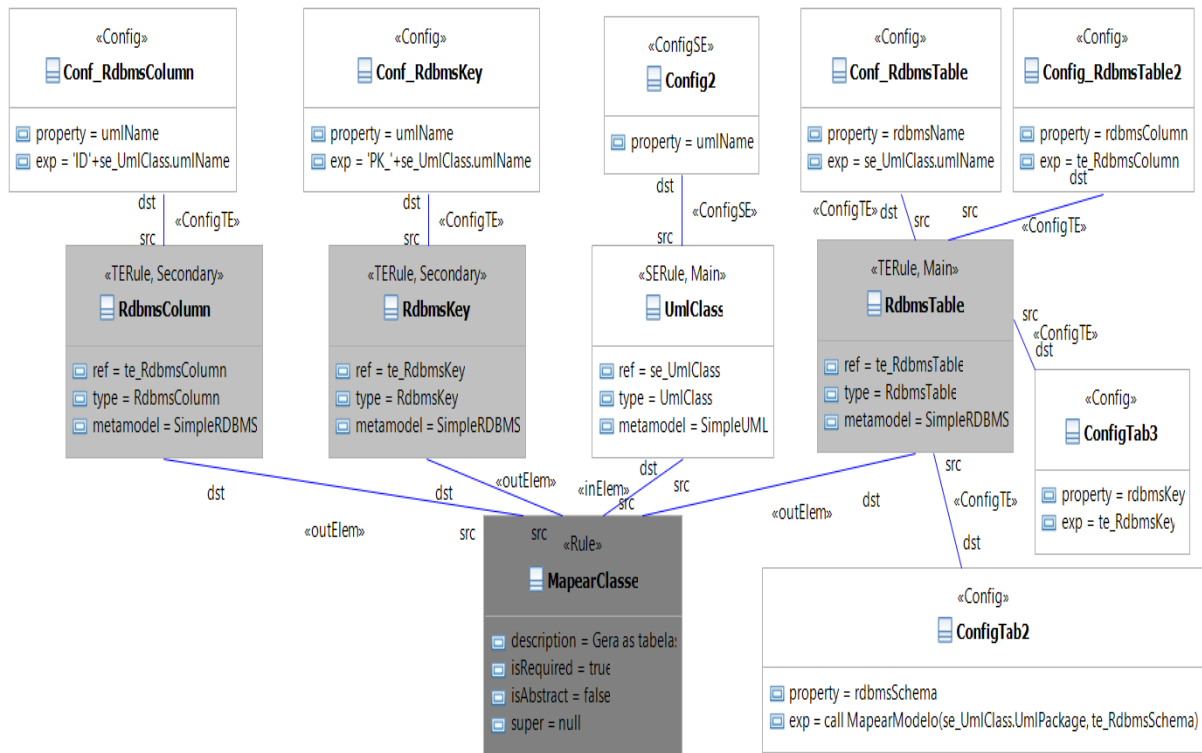 «Config»
Conf_RdbmsColumn
property = umlName
exp = 'ID'+se_UmlClass.umlName
«Config»
Conf_RdbmsKey
property = umlName
exp = 'PK_'+se_UmlClass.umlName
«ConfigSE»
Config2
property = umlName
«Config»
Conf_RdbmsTable
property = rdbmsName
exp = se_UmlClass.umlName
«Config»
Config_RdbmsTable2
property = rdbmsColumn
exp = te_RdbmsColumn
dst
«ConfigTE»
src
dst
«ConfigTE»
src
dst
«ConfigSE»
src
«ConfigTE»
dst
src
dst
src
«ConfigTE»
«TERule, Secondary»
RdbmsColumn
ref = te_RdbmsColumn
type = RdbmsColumn
metamodel = SimpleRDBMS
«TERule, Secondary»
RdbmsKey
ref = te_RdbmsKey
type = RdbmsKey
metamodel = SimpleRDBMS
«SERule, Main»
UmlClass
ref = se_UmlClass
type = UmlClass
metamodel = SimpleUML
«TERule, Main»
RdbmsTable
ref = te_RdbmsTable
type = RdbmsTable
metamodel = SimpleRDBMS
src
«ConfigTE»
dst
«Config»
ConfigTab3
property = rdbmsKey
exp = te_RdbmsKey
dst
«outElem»
src
dst
«outElem»
src
dst
«inElem»
src
dst
«outElem»
src
src
«ConfigTE»
dst
«Rule»
MapearClasse
description = Gera as tabelas
isRequired = true
isAbstract = false
super = null
«Config»
ConfigTab2
property = rdbmsSchema
exp = call MapearModelo(se_UmlClass.UmlPackage, te_RdbmsSchema)